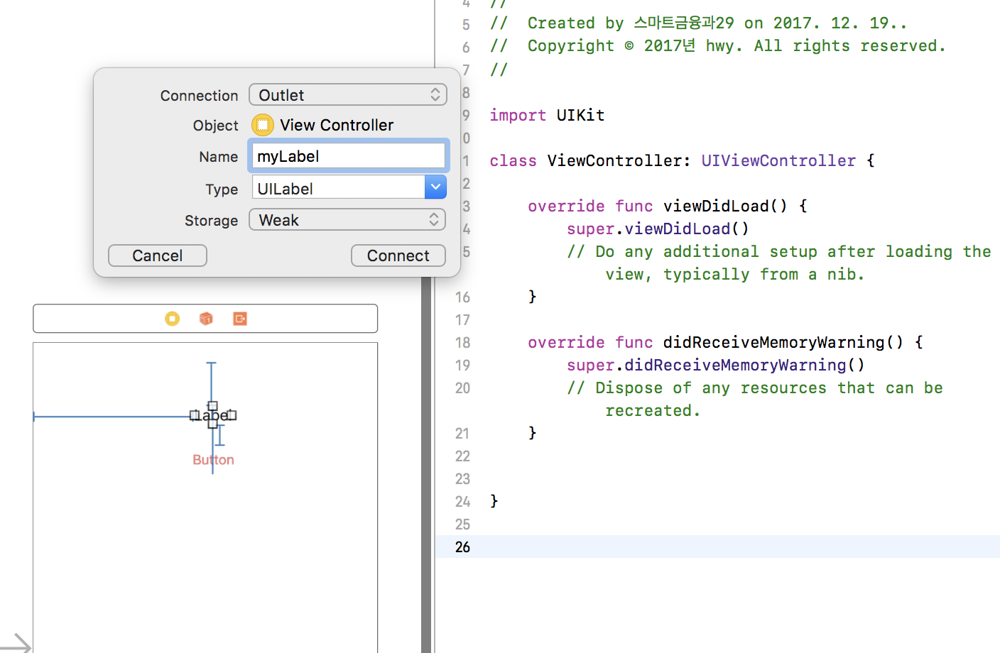 Connection Outlet
Object View Controller
Name myLabel
Type UILabel
Storage Weak
Cancel Connect
Label
Button
4 //
5 //  Created by 스마트금융과29 on 2017. 12. 19..
6 //  Copyright © 2017년 hwy. All rights reserved.
7 //
8
9 import UIKit
0
1 class ViewController: UIViewController {
2
3     override func viewDidLoad() {
4         super.viewDidLoad()
5         // Do any additional setup after loading the
            view, typically from a nib.
16     }
17
18     override func didReceiveMemoryWarning() {
19         super.didReceiveMemoryWarning()
20         // Dispose of any resources that can be
            recreated.
21     }
22
23
24 }
25
26